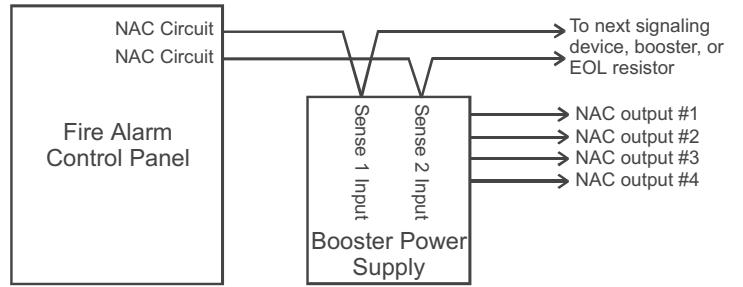 NAC Circuit
NAC Circuit
Fire Alarm
Control Panel
To next signaling
device, booster, or
EOL resistor
Sense 1 Input
Sense 2 Input
NAC output #1
NAC output #2
NAC output #3
NAC output #4
Booster Power
Supply